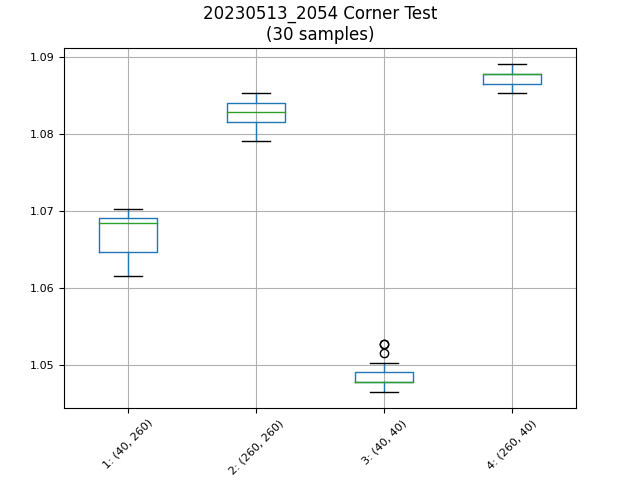 20230513_2054 Corner Test
(30 samples)
1.09
1.08
1.07
1.06
1.05
1: (40, 260)
2: (260, 260)
3: (40, 40)
4: (260, 40)